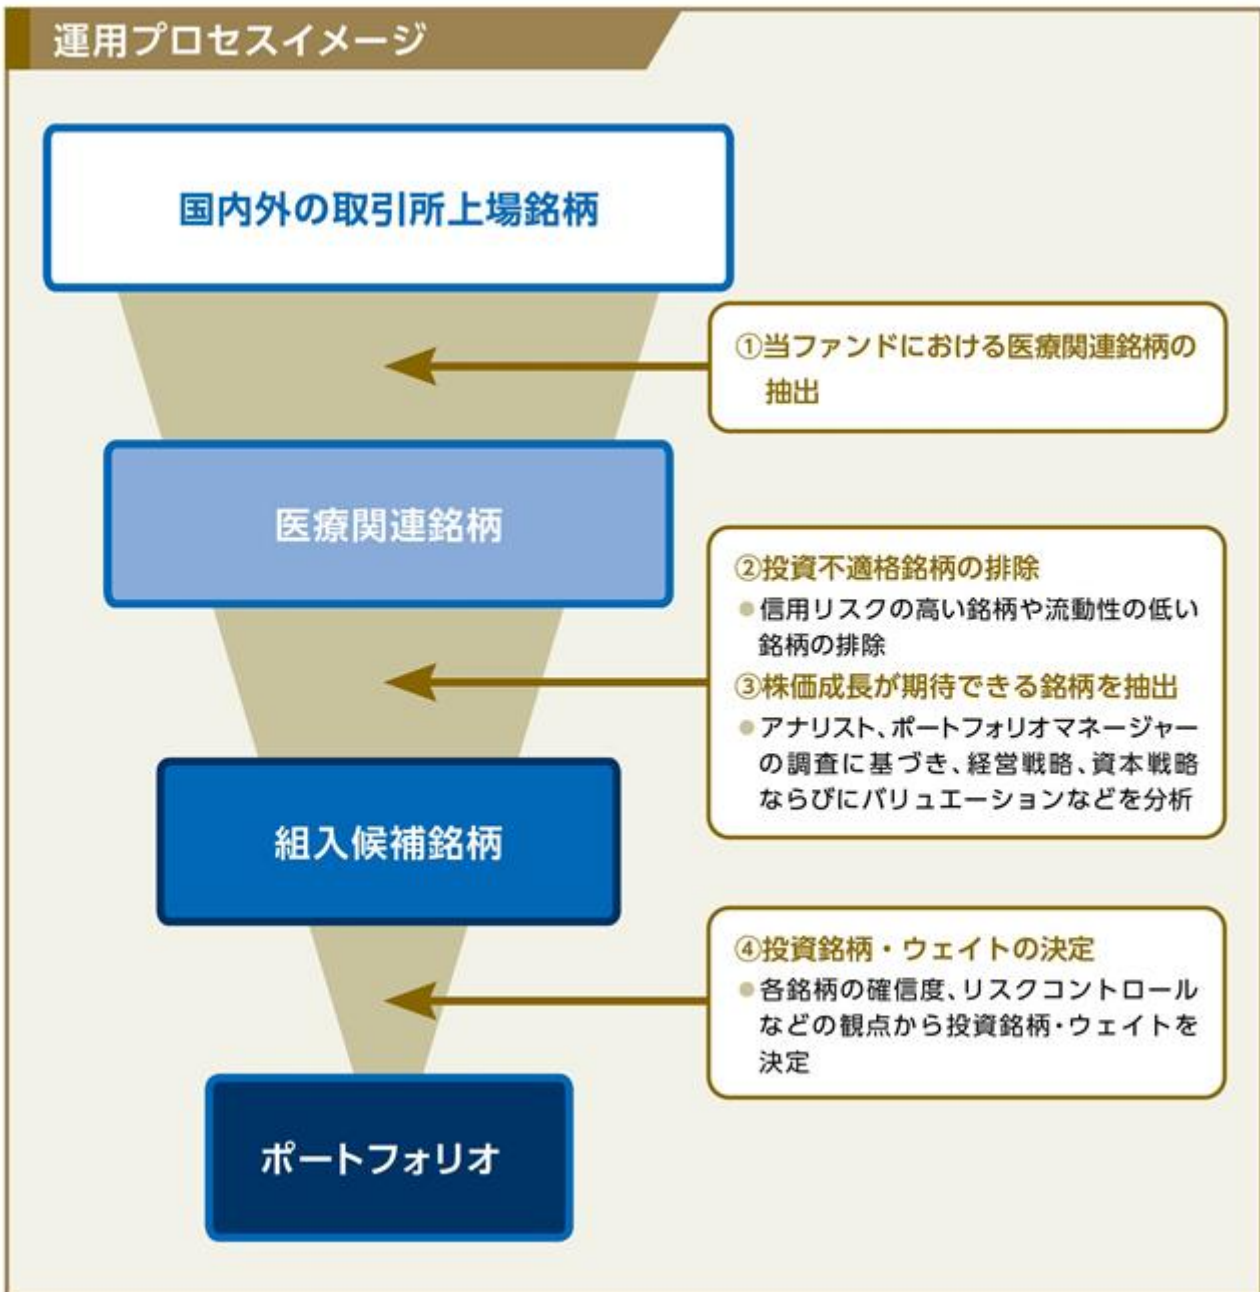 運用プロセスイメージ
国内外の取引所上場銘柄
①当ファンドにおける医療関連銘柄の
抽出
医療関連銘柄
②投資不適格銘柄の排除
●信用リスクの高い銘柄や流動性の低い
銘柄の排除
③株価成長が期待できる銘柄を抽出
●アナリスト、ポートフォリオマネージャー
の調査に基づき、経営戦略、資本戦略
ならびにバリュエーションなどを分析
組入候補銘柄
④投資銘柄・ウェイトの決定
●各銘柄の確信度、リスクコントロール
などの観点から投資銘柄・ウェイトを
決定
ポートフォリオ